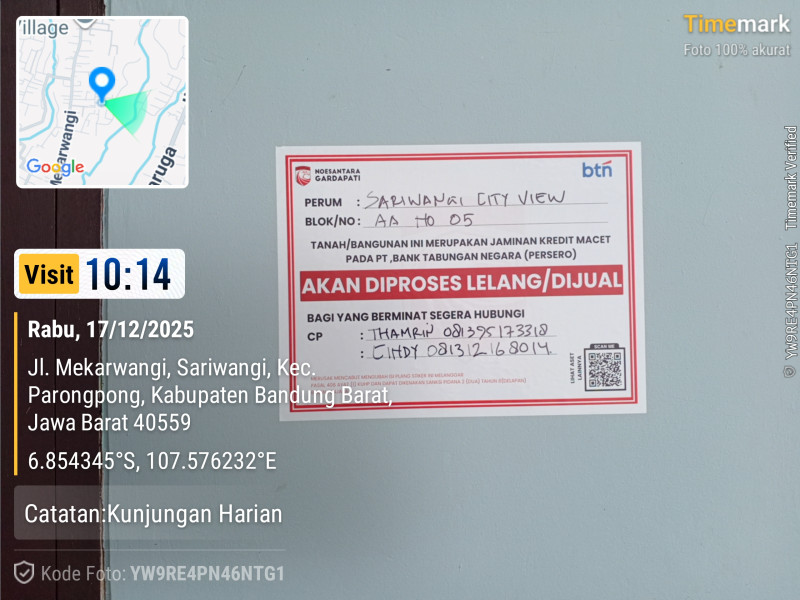 Village
Mekarwangi
aruga
Google
Timemark
Foto 100% akurat
NOESANTARA
GARDAPATI
btn
PERUM : SARIWANGI CITY VIEW
BLOK/NO : AA NO 05
TANAH/BANGUNAN INI MERUPAKAN JAMINAN KREDIT MACET
PADA PT ,BANK TABUNGAN NEGARA (PERSERO)
AKAN DIPROSES LELANG/DIJUAL
BAGI YANG BERMINAT SEGERA HUBUNGI
CP : THAMRIN 081395173318
: CINDY 081312168014
SCAN ME
LIHAT ASET
LAINNYA
Visit 10:14
Rabu, 17/12/2025
Jl. Mekarwangi, Sariwangi, Kec.
Parongpong, Kabupaten Bandung Barat,
Jawa Barat 40559
6.854345°S, 107.576232°E
Catatan:Kunjungan Harian
Kode Foto: YW9RE4PN46NTG1
© YW9RE4PN46NTG1 Timemark Verified